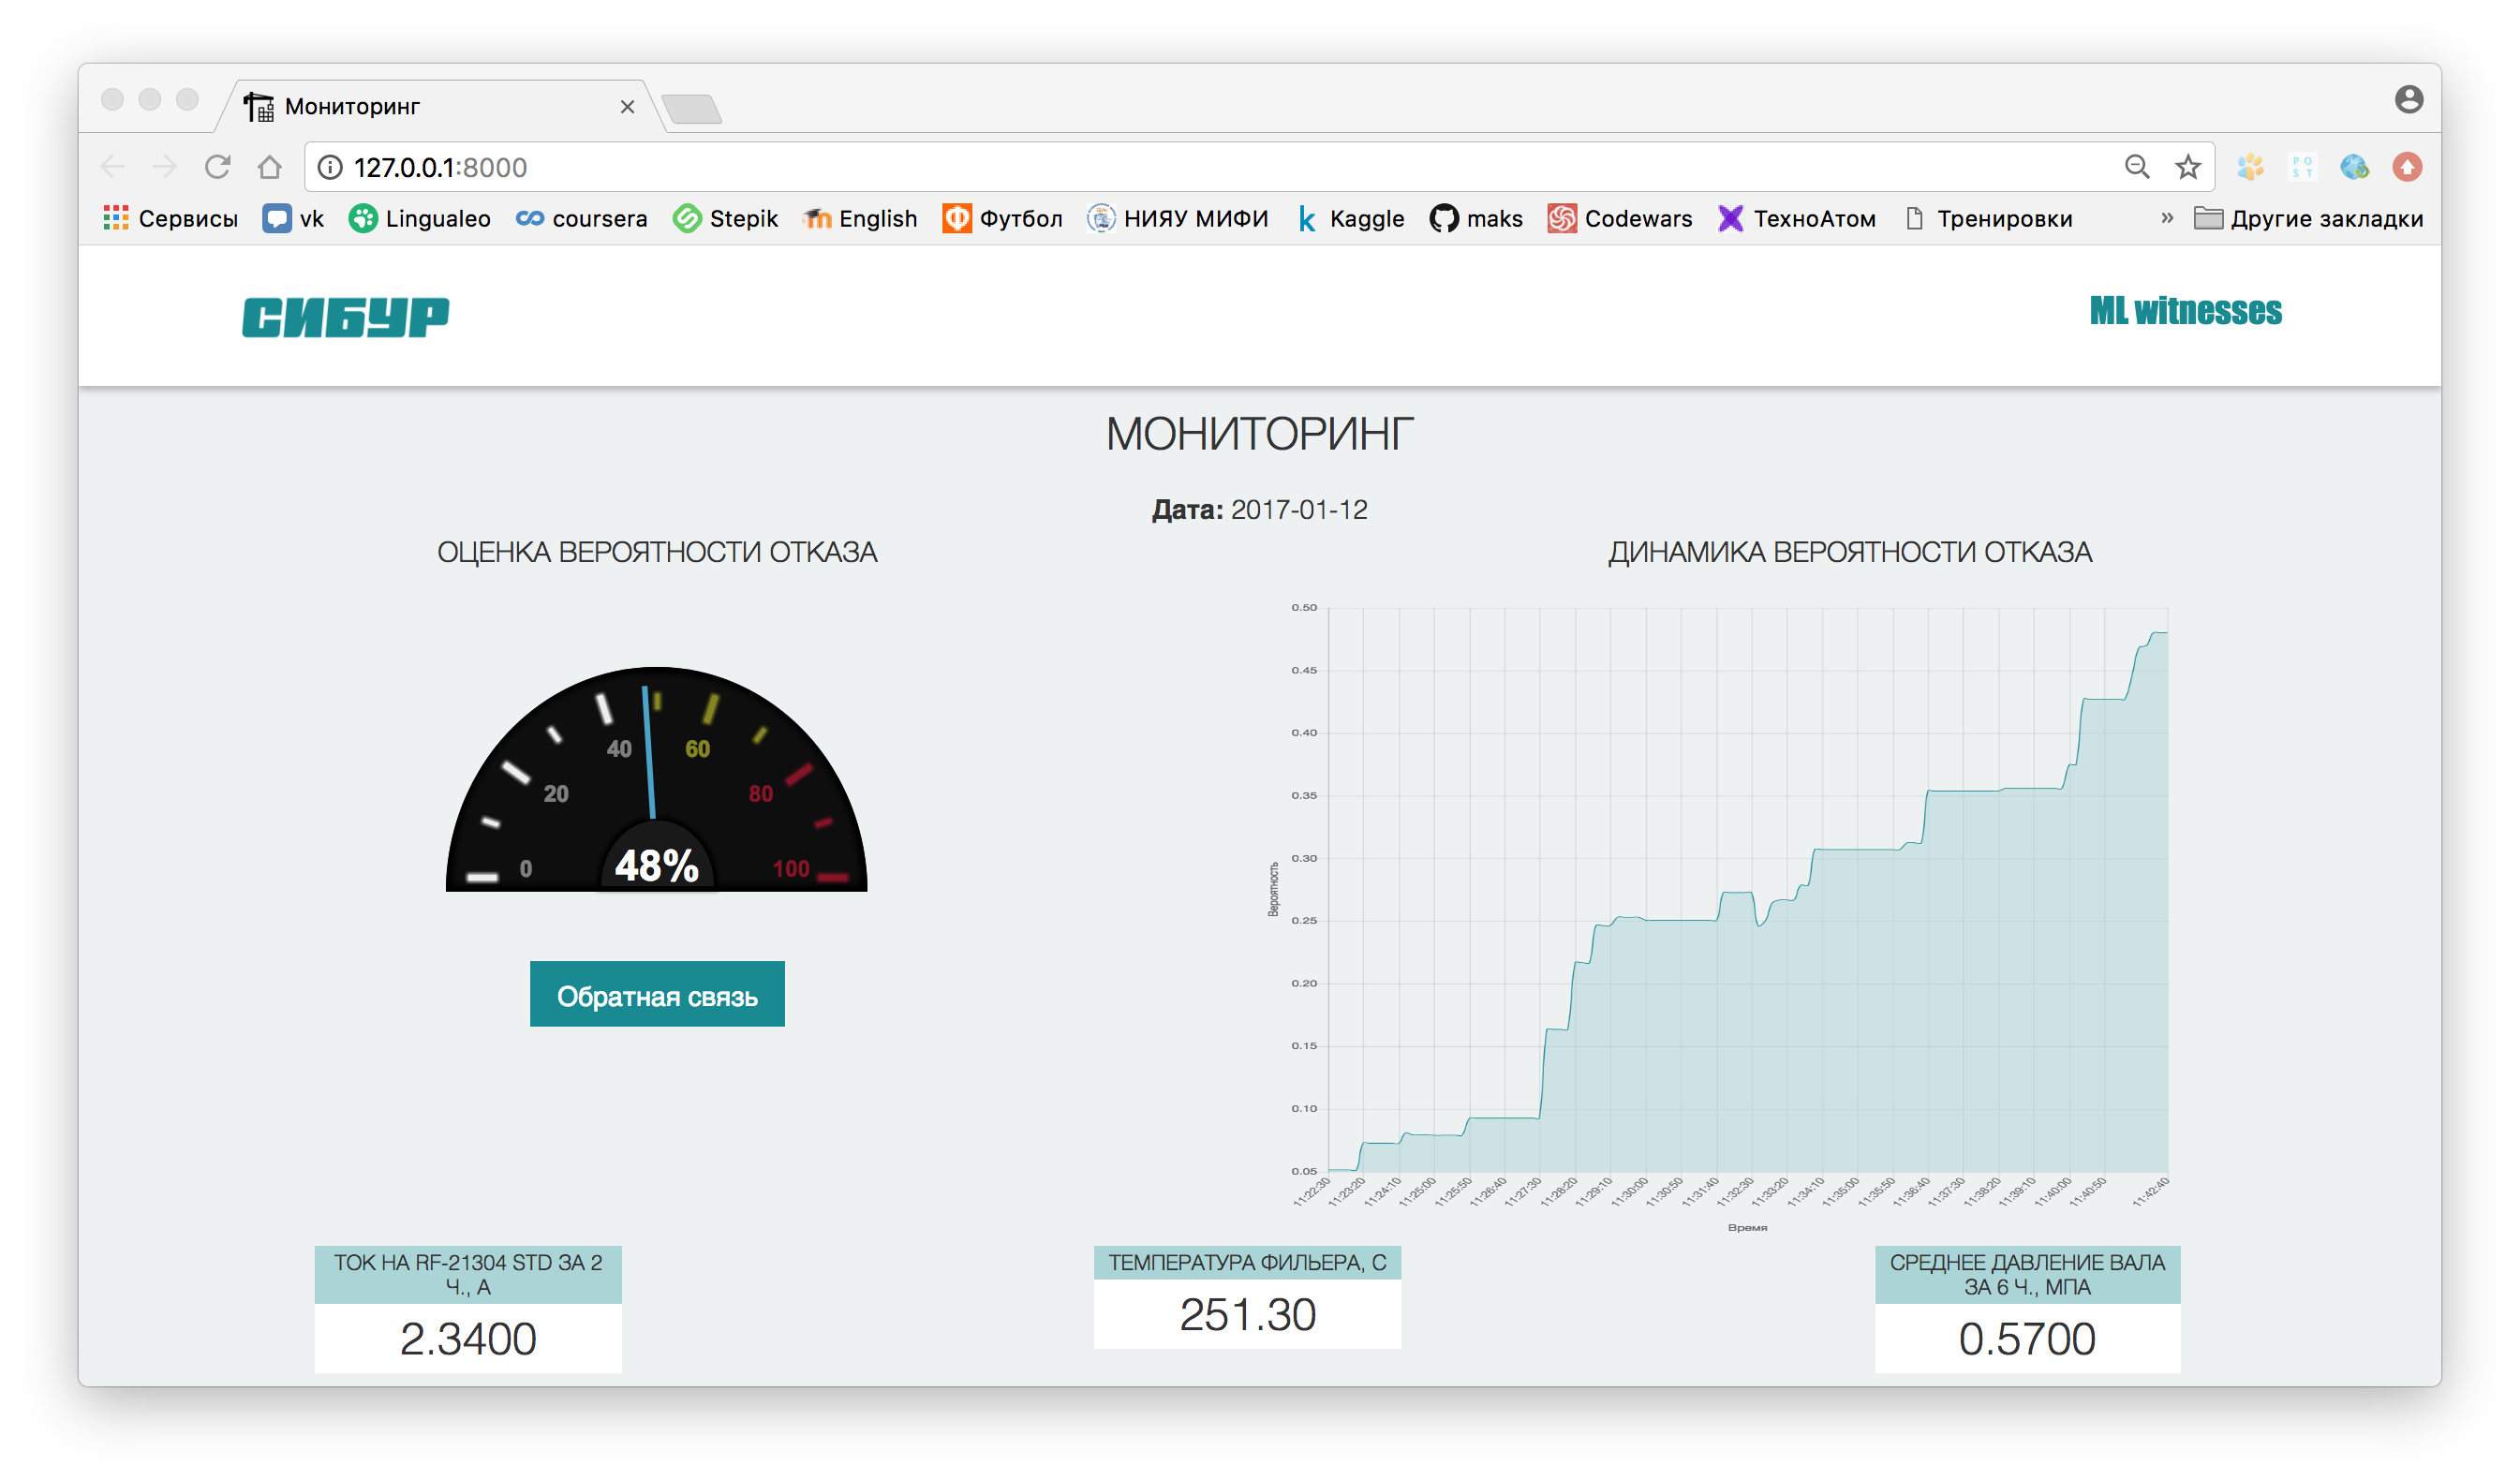 Мониторинг
127.0.0.1:8000
Сервисы vk Lingualeo coursera Stepik English Футбол НИЯУ МИФИ Kaggle maks Codewars ТехноАтом Тренировки » Другие закладки
СИБУР
ML witnesses
МОНИТОРИНГ
Дата: 2017-01-12
ОЦЕНКА ВЕРОЯТНОСТИ ОТКАЗА
0
20
40
60
80
100
48%
Обратная связь
ДИНАМИКА ВЕРОЯТНОСТИ ОТКАЗА
0.50
0.45
0.40
0.35
0.30
0.25
0.20
0.15
0.10
0.05
Вероятность
11:22:30 11:23:20 11:24:10 11:25:00 11:25:50 11:26:40 11:27:30 11:28:20 11:29:10 11:30:00 11:30:50 11:31:40 11:32:30 11:33:20 11:34:10 11:35:00 11:35:50 11:36:40 11:37:30 11:38:20 11:39:10 11:40:00 11:40:50 11:42:40
Время
ТОК НА RF-21304 STD ЗА 2
Ч., А
2.3400
ТЕМПЕРАТУРА ФИЛЬЕРА, С
251.30
СРЕДНЕЕ ДАВЛЕНИЕ ВАЛА
ЗА 6 Ч., МПА
0.5700